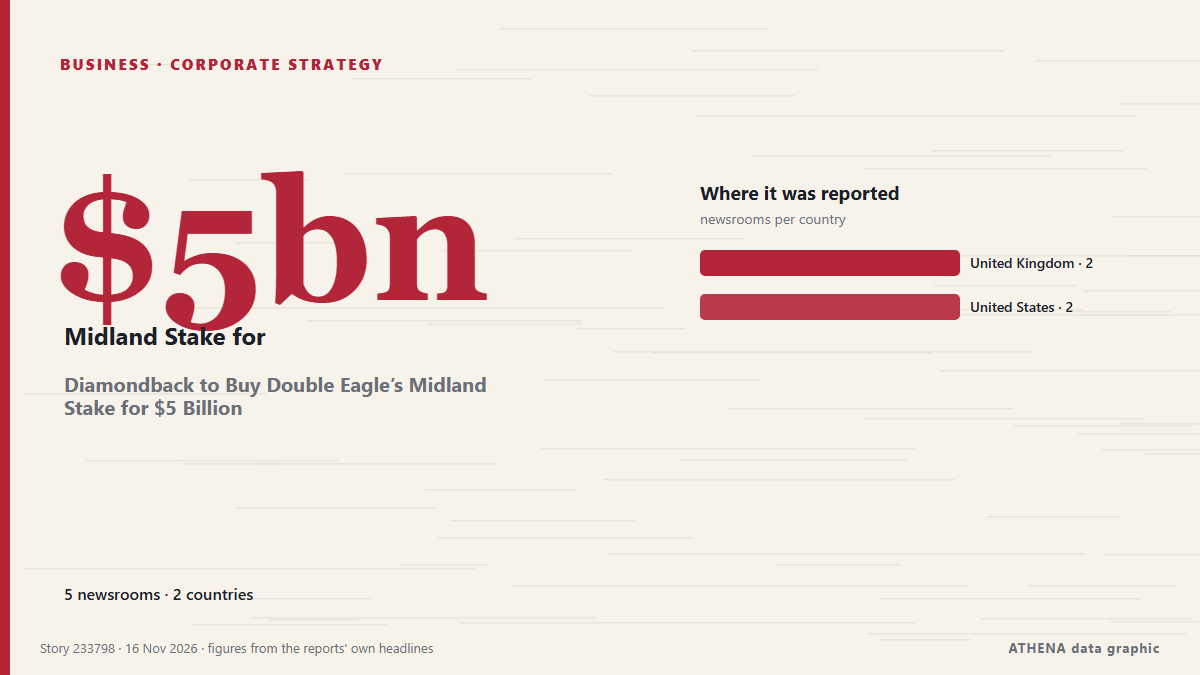 BUSINESS · CORPORATE STRATEGY
$5bn
Midland Stake for
Diamondback to Buy Double Eagle’s Midland
Stake for $5 Billion
Where it was reported
newsrooms per country
United Kingdom · 2
United States · 2
5 newsrooms · 2 countries
Story 233798 · 16 Nov 2026 · figures from the reports' own headlines
ATHENA data graphic